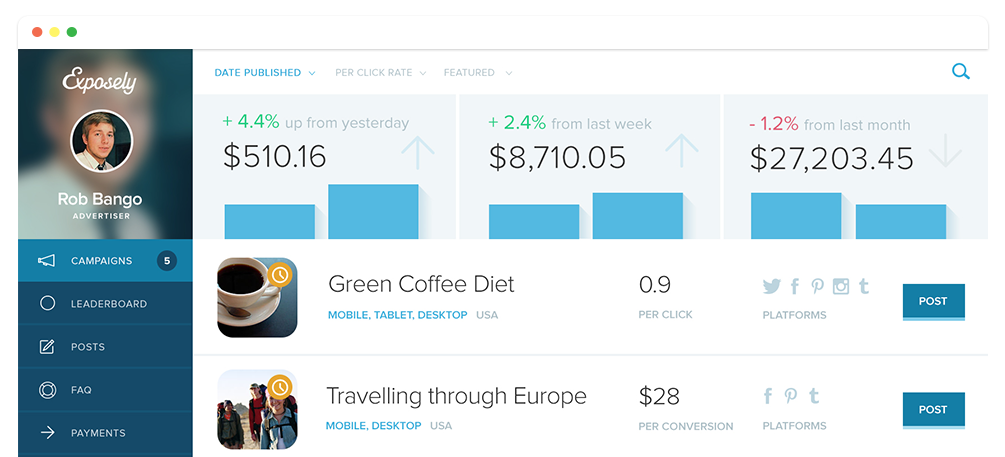 Exposely
Rob Bango
ADVERTISER
CAMPAIGNS 5
LEADERBOARD
POSTS
FAQ
PAYMENTS
DATE PUBLISHED PER CLICK RATE FEATURED
+ 4.4% up from yesterday
$510.16
+ 2.4% from last week
$8,710.05
- 1.2% from last month
$27,203.45
Green Coffee Diet
MOBILE, TABLET, DESKTOP USA
0.9
PER CLICK
PLATFORMS
POST
Travelling through Europe
MOBILE, DESKTOP USA
$28
PER CONVERSION
PLATFORMS
POST